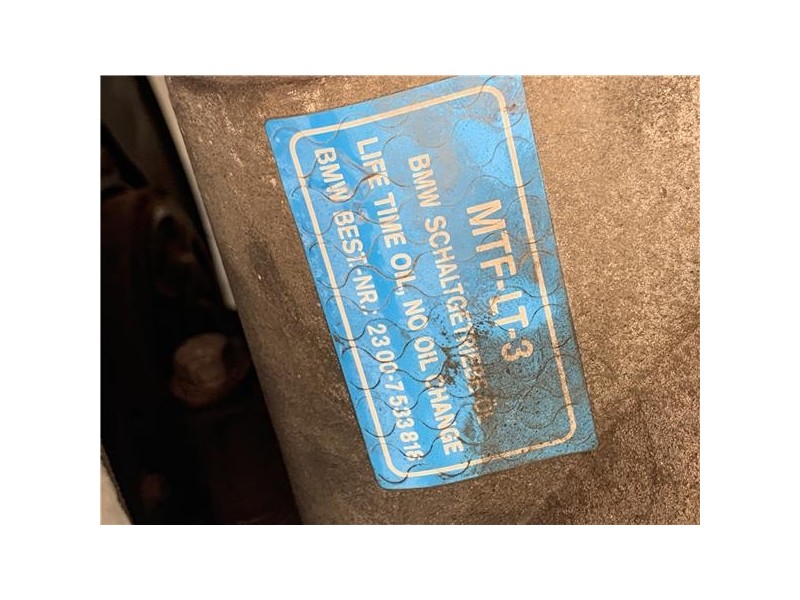 MTF-LT-3
BMW SCHALTGETRIEBEÖL
LIFE TIME OIL, NO OIL CHANGE
BMW BEST.-NR.: 23 00-7 533 818